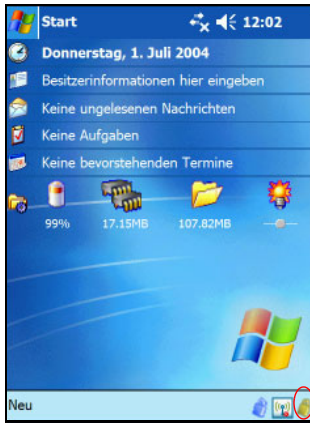 Start 12:02
Donnerstag, 1. Juli 2004
Besitzerinformationen hier eingeben
Keine ungelesenen Nachrichten
Keine Aufgaben
Keine bevorstehenden Termine
99% 17.15MB 107.82MB
Neu